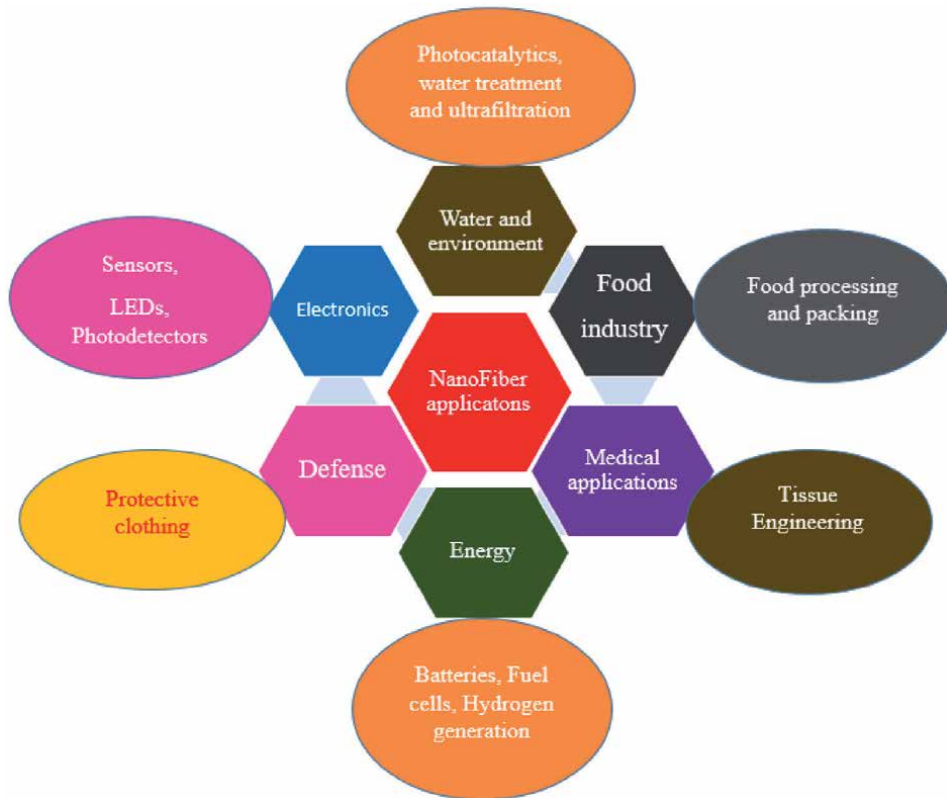 Photocatalytics,
water treatment
and ultrafiltration
Water and
environment
Sensors,
LEDs,
Photodetectors
Electronics
Food
industry
Food processing
and packing
NanoFiber
applicatons
Defense
Medical
applications
Protective
clothing
Tissue
Engineering
Energy
Batteries, Fuel
cells, Hydrogen
generation